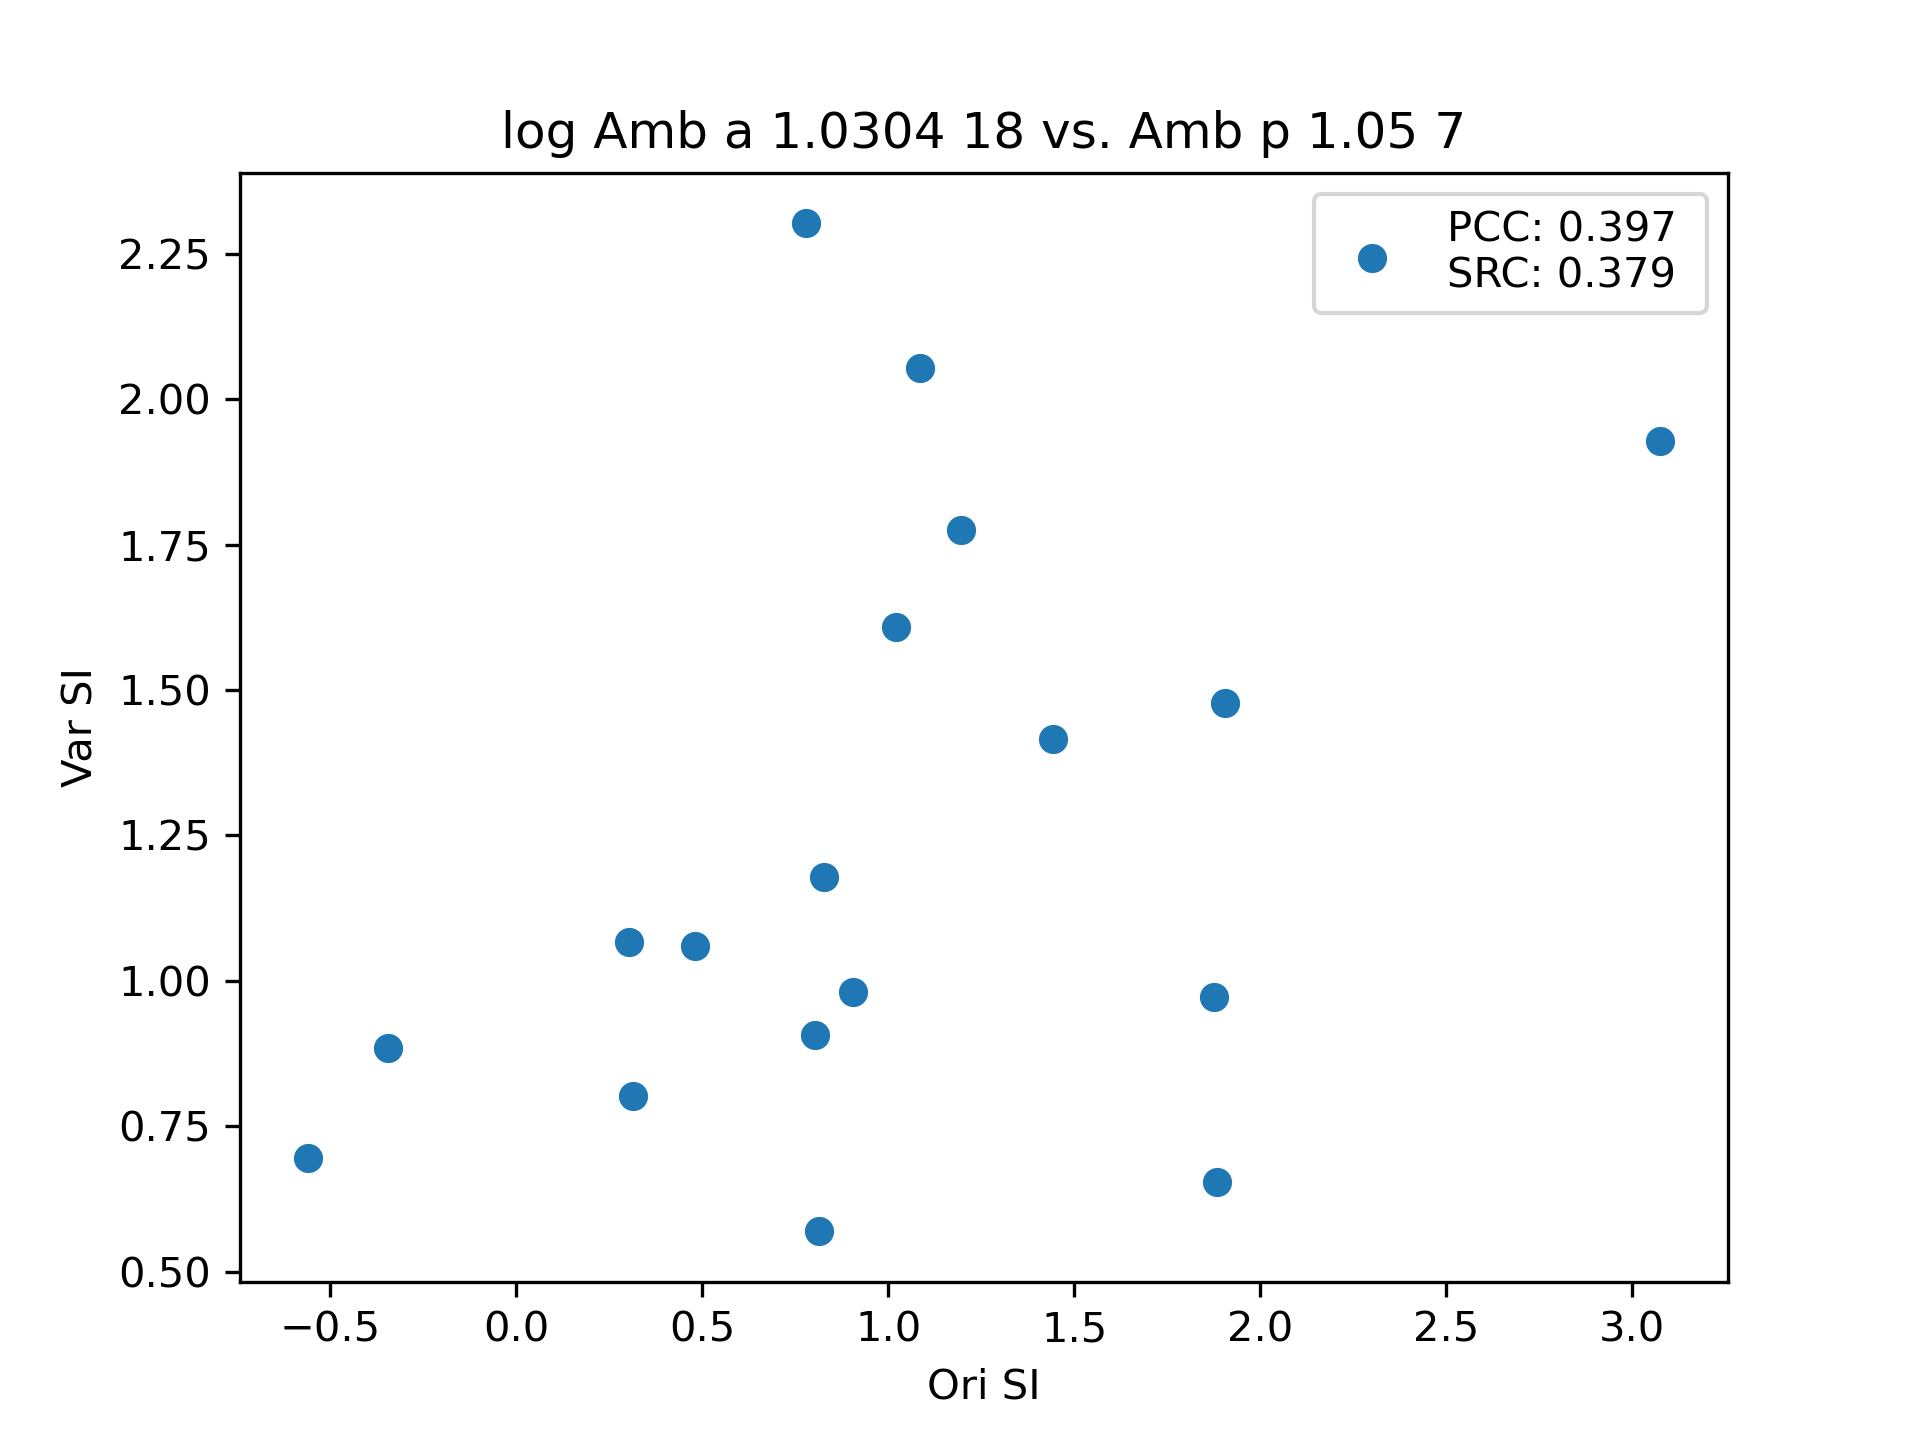 log Amb a 1.0304 18 vs. Amb p 1.05 7
PCC: 0.397
SRC: 0.379
2.25
2.00
1.75
1.50
1.25
1.00
0.75
0.50
Var SI
−0.5 0.0 0.5 1.0 1.5 2.0 2.5 3.0
Ori SI